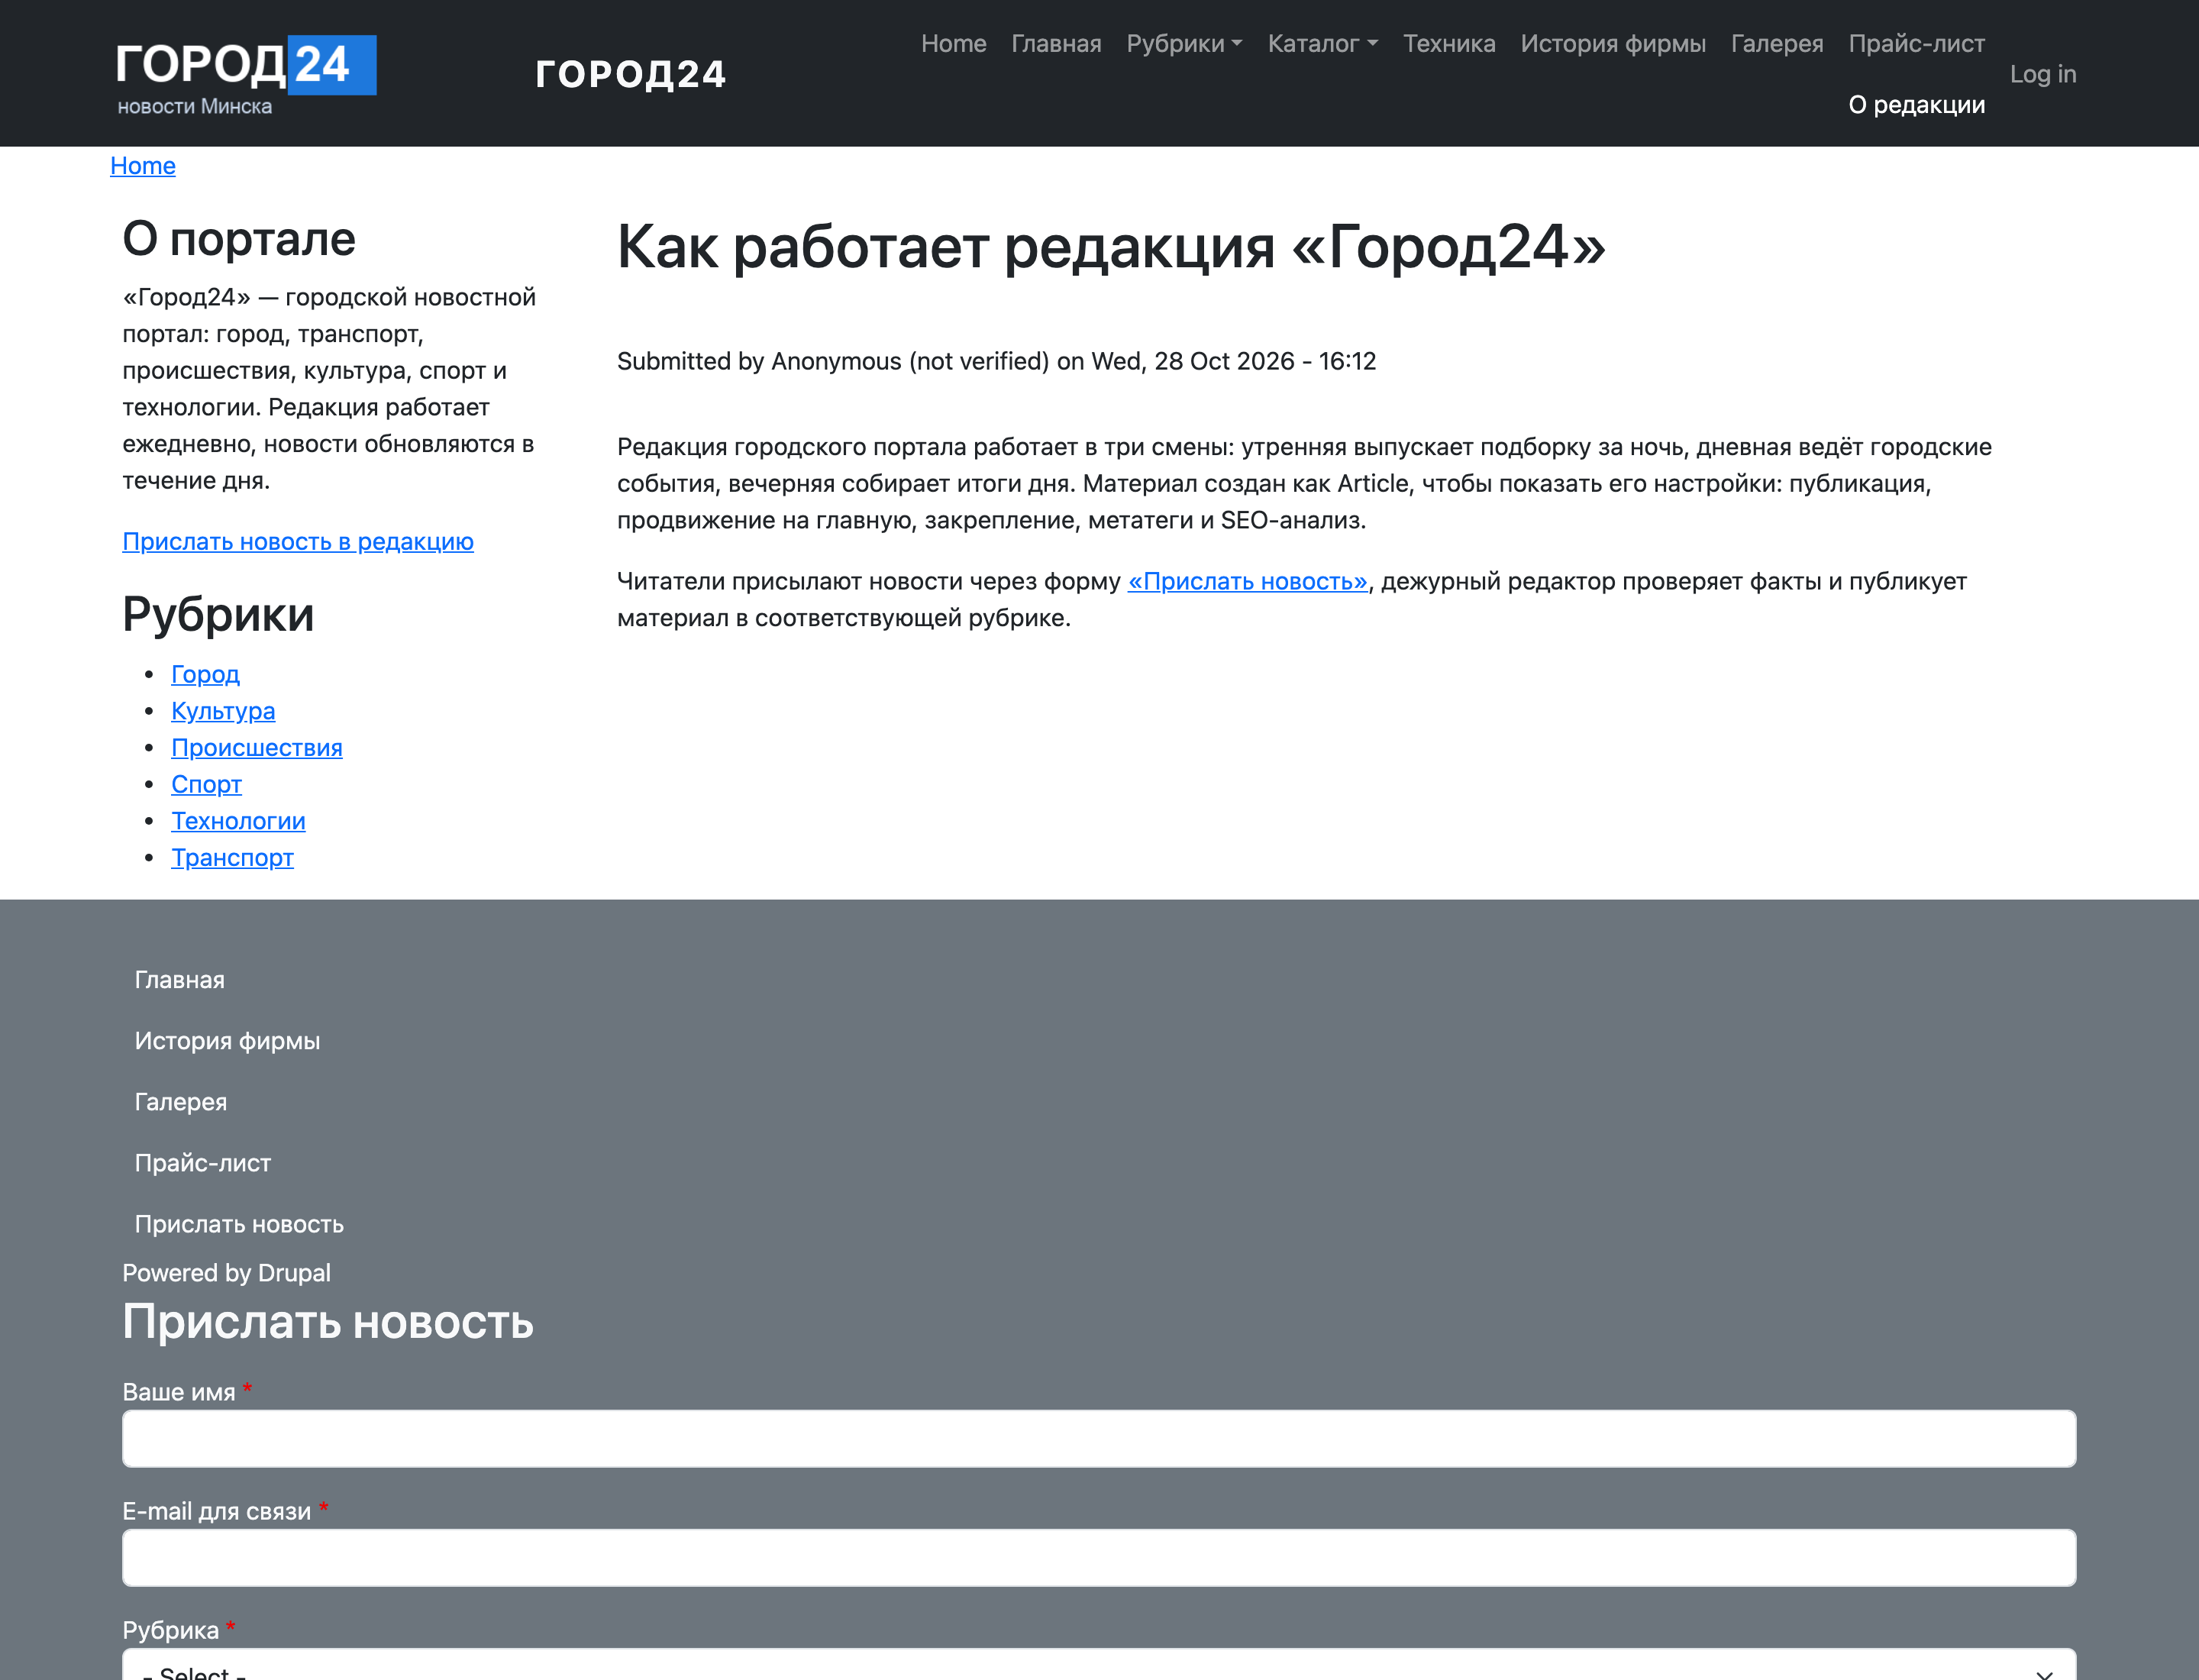 ГОРОД24
новости Минска
ГОРОД24
Home Главная Рубрики Каталог Техника История фирмы Галерея Прайс-лист
О редакции
Log in
Home
О портале
«Город24» — городской новостной
портал: город, транспорт,
происшествия, культура, спорт и
технологии. Редакция работает
ежедневно, новости обновляются в
течение дня.
Прислать новость в редакцию
Рубрики
Город
Культура
Происшествия
Спорт
Технологии
Транспорт
Как работает редакция «Город24»
Submitted by Anonymous (not verified) on Wed, 28 Oct 2026 - 16:12
Редакция городского портала работает в три смены: утренняя выпускает подборку за ночь, дневная ведёт городские
события, вечерняя собирает итоги дня. Материал создан как Article, чтобы показать его настройки: публикация,
продвижение на главную, закрепление, метатеги и SEO-анализ.
Читатели присылают новости через форму «Прислать новость», дежурный редактор проверяет факты и публикует
материал в соответствующей рубрике.
Главная
История фирмы
Галерея
Прайс-лист
Прислать новость
Powered by Drupal
Прислать новость
Ваше имя *
E-mail для связи *
Рубрика *
- Select -